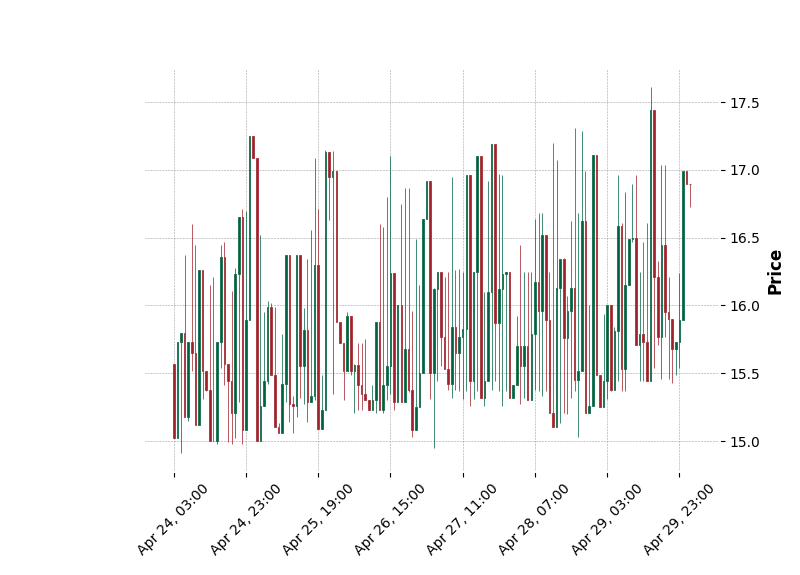 17.5
17.0
16.5
16.0
15.5
15.0
Price
Apr 24, 03:00
Apr 24, 23:00
Apr 25, 19:00
Apr 26, 15:00
Apr 27, 11:00
Apr 28, 07:00
Apr 29, 03:00
Apr 29, 23:00